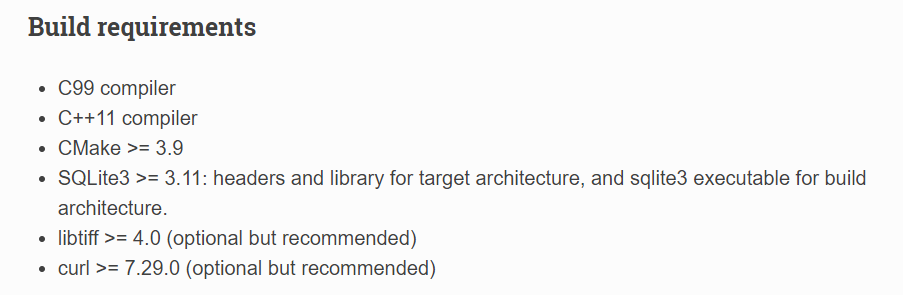 Build requirements
• C99 compiler
• C++11 compiler
• CMake >= 3.9
• SQLite3 >= 3.11: headers and library for target architecture, and sqlite3 executable for build
architecture.
• libtiff >= 4.0 (optional but recommended)
• curl >= 7.29.0 (optional but recommended)